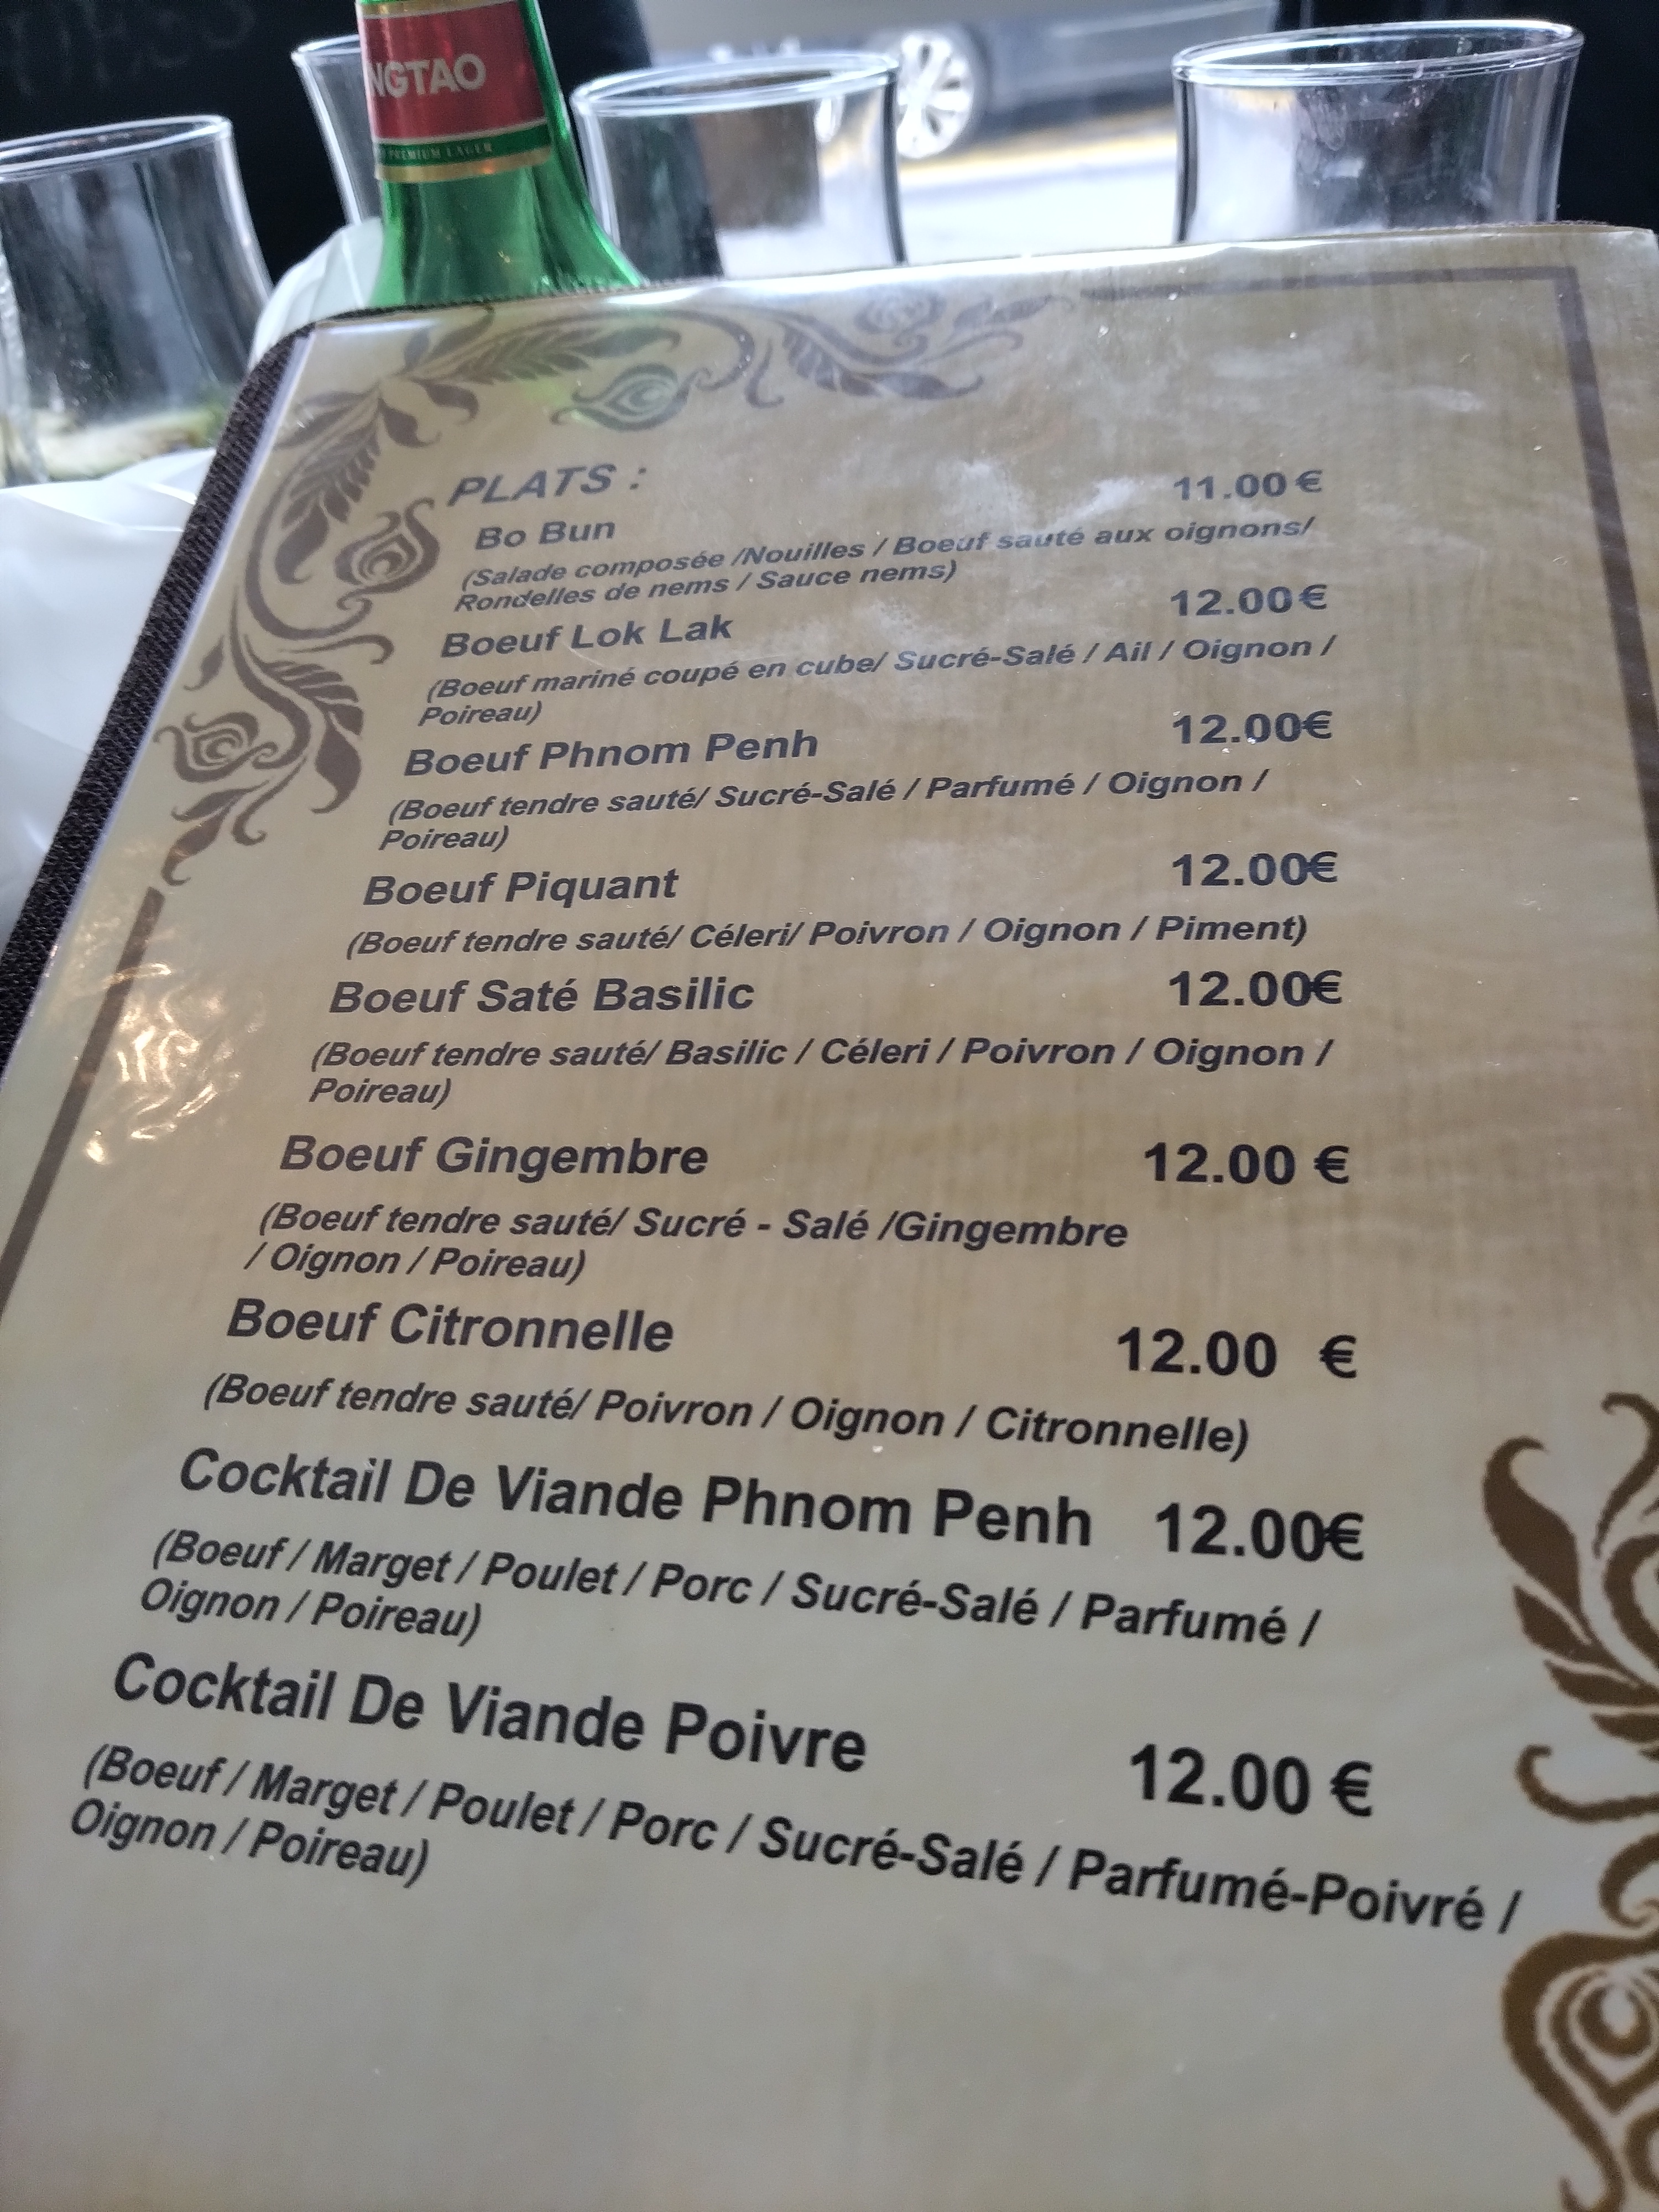 NGTAO
PREMIUM LAGER
PLATS :
Bo Bun 11.00€
(Salade composée /Nouilles / Boeuf sauté aux oignons/
Rondelles de nems / Sauce nems)
Boeuf Lok Lak 12.00€
(Boeuf mariné coupé en cube/ Sucré-Salé / Ail / Oignon /
Poireau)
Boeuf Phnom Penh 12.00€
(Boeuf tendre sauté/ Sucré-Salé / Parfumé / Oignon /
Poireau)
Boeuf Piquant 12.00€
(Boeuf tendre sauté/ Céleri/ Poivron / Oignon / Piment)
Boeuf Saté Basilic 12.00€
(Boeuf tendre sauté/ Basilic / Céleri / Poivron / Oignon /
Poireau)
Boeuf Gingembre 12.00 €
(Boeuf tendre sauté/ Sucré - Salé /Gingembre
/ Oignon / Poireau)
Boeuf Citronnelle 12.00 €
(Boeuf tendre sauté/ Poivron / Oignon / Citronnelle)
Cocktail De Viande Phnom Penh 12.00€
(Boeuf / Marget / Poulet / Porc / Sucré-Salé / Parfumé /
Oignon / Poireau)
Cocktail De Viande Poivre 12.00 €
(Boeuf / Marget / Poulet / Porc / Sucré-Salé / Parfumé-Poivré /
Oignon / Poireau)